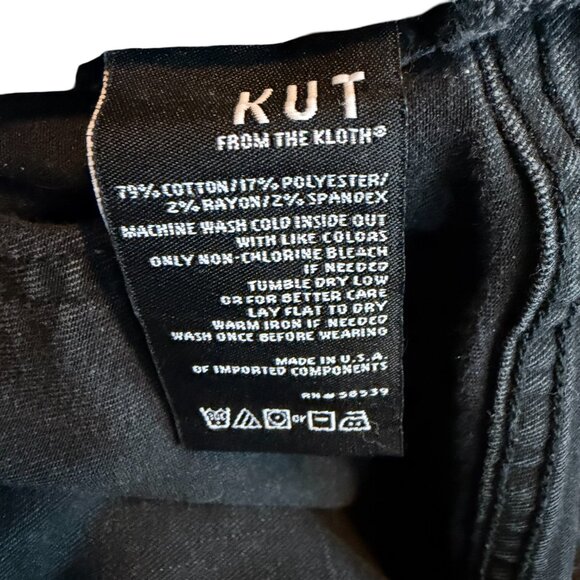 KUT
FROM THE KLOTH®
79% COTTON/17% POLYESTER/
2% RAYON/2% SPANDEX
MACHINE WASH COLD INSIDE OUT
WITH LIKE COLORS
ONLY NON-CHLORINE BLEACH
IF NEEDED
TUMBLE DRY LOW
OR FOR BETTER CARE
LAY FLAT TO DRY
WARM IRON IF NEEDED
WASH ONCE BEFORE WEARING
MADE IN U.S.A.
OF IMPORTED COMPONENTS
RN# 58539
or